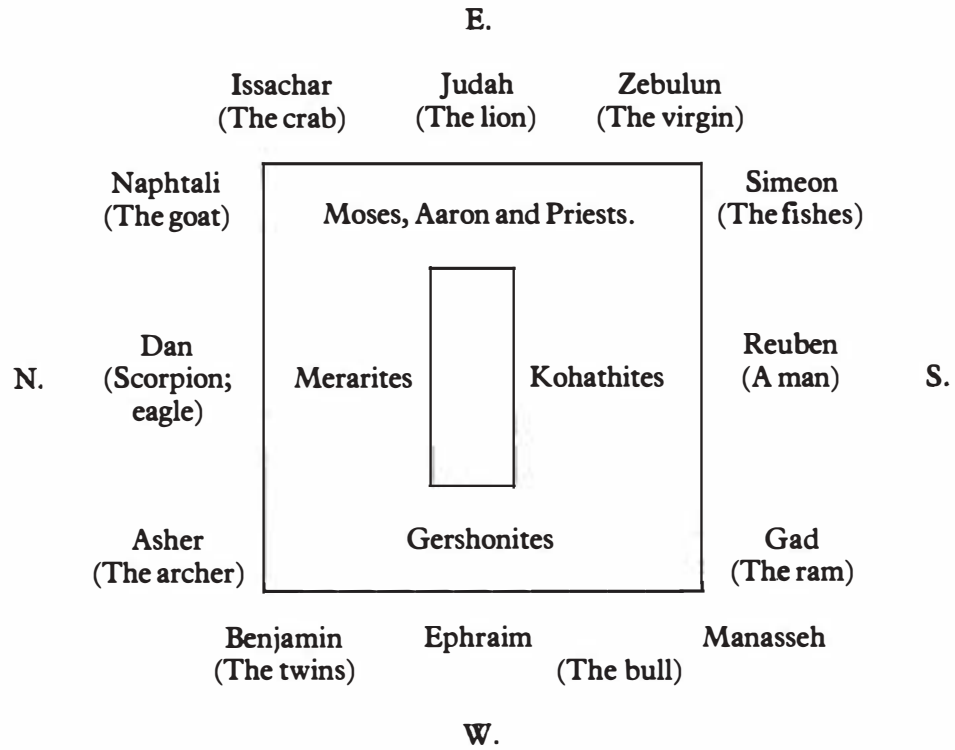 E.
Issachar Judah Zebulun
(The crab) (The lion) (The virgin)
Naphtali Simeon
(The goat) Moses, Aaron and Priests. (The fishes)
Dan Reuben
N. (Scorpion; Merarites Kohathites (A man) S.
eagle)
Asher Gershonites Gad
(The archer) (The ram)
Benjamin Ephraim Manasseh
(The twins) (The bull)
W.